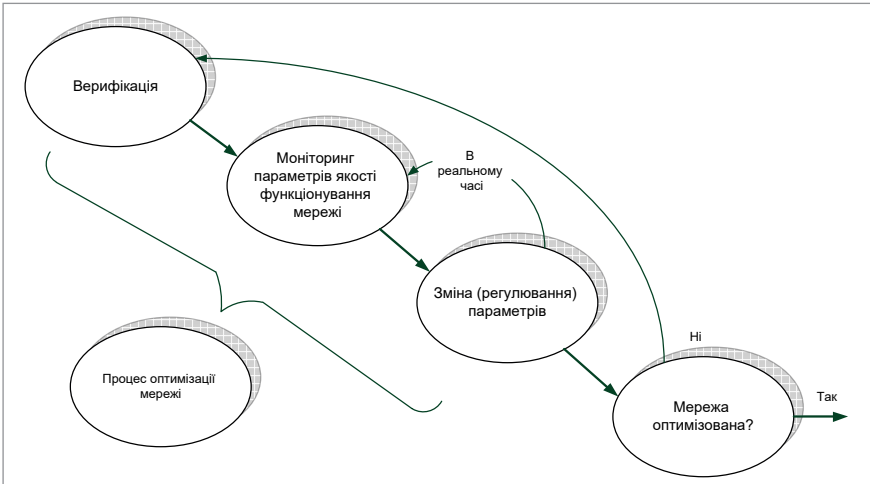 Верифікація
Моніторинг
параметрів якості
функціонування
мережі
В
реальному
часі
Зміна (регулювання)
параметрів
Процес оптимізації
мережі
Ні
Мережа
оптимізована?
Так